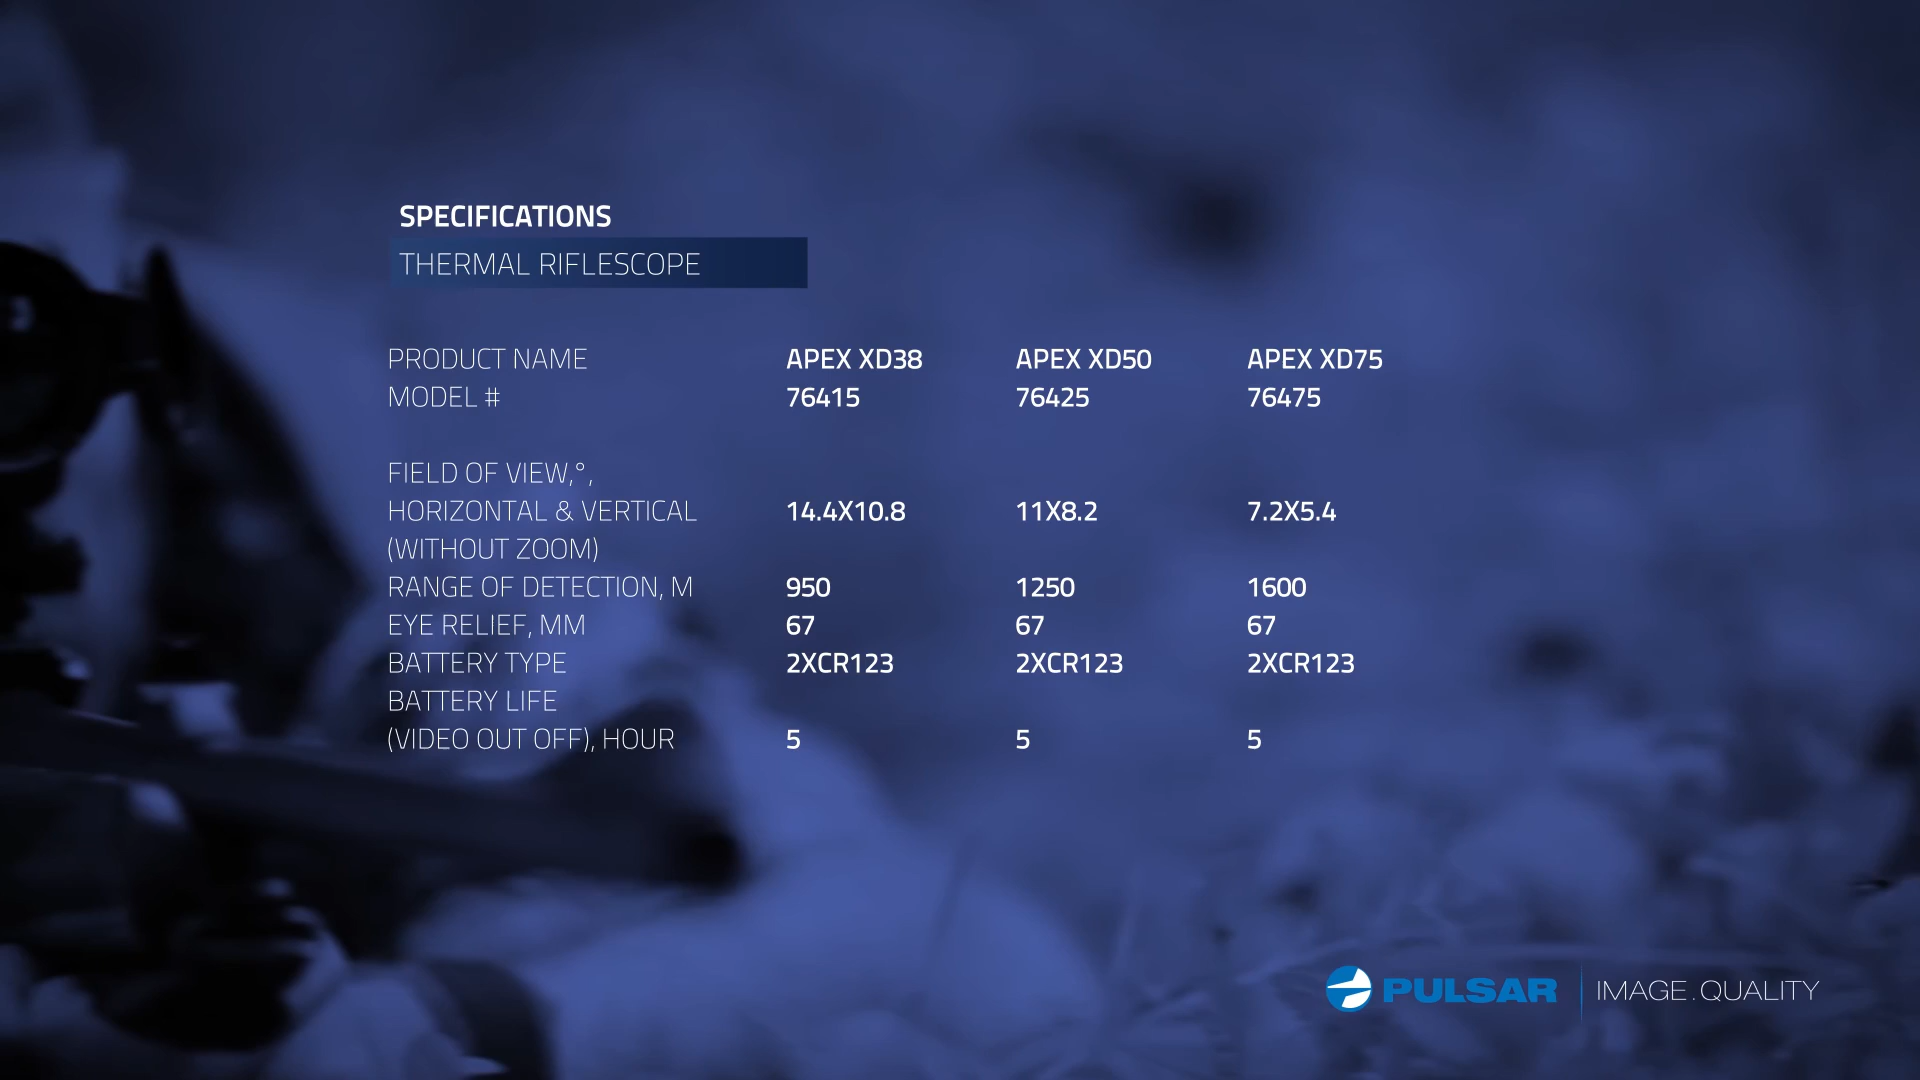 SPECIFICATIONS
THERMAL RIFLESCOPE
PRODUCT NAME APEX XD38 APEX XD50 APEX XD75
MODEL # 76415 76425 76475
FIELD OF VIEW,°,
HORIZONTAL & VERTICAL 14.4X10.8 11X8.2 7.2X5.4
(WITHOUT ZOOM)
RANGE OF DETECTION, M 950 1250 1600
EYE RELIEF, MM 67 67 67
BATTERY TYPE 2XCR123 2XCR123 2XCR123
BATTERY LIFE
(VIDEO OUT OFF), HOUR 5 5 5
PULSAR IMAGE.QUALITY